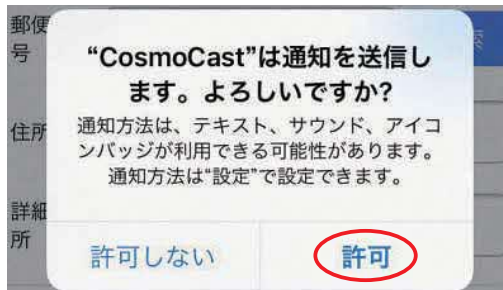 郵便
号
“CosmoCast”は通知を送信し
ます。よろしいですか?
住所
通知方法は、テキスト、サウンド、アイコ
ンバッジが利用できる可能性があります。
通知方法は“設定”で設定できます。
詳細
所
許可しない
許可